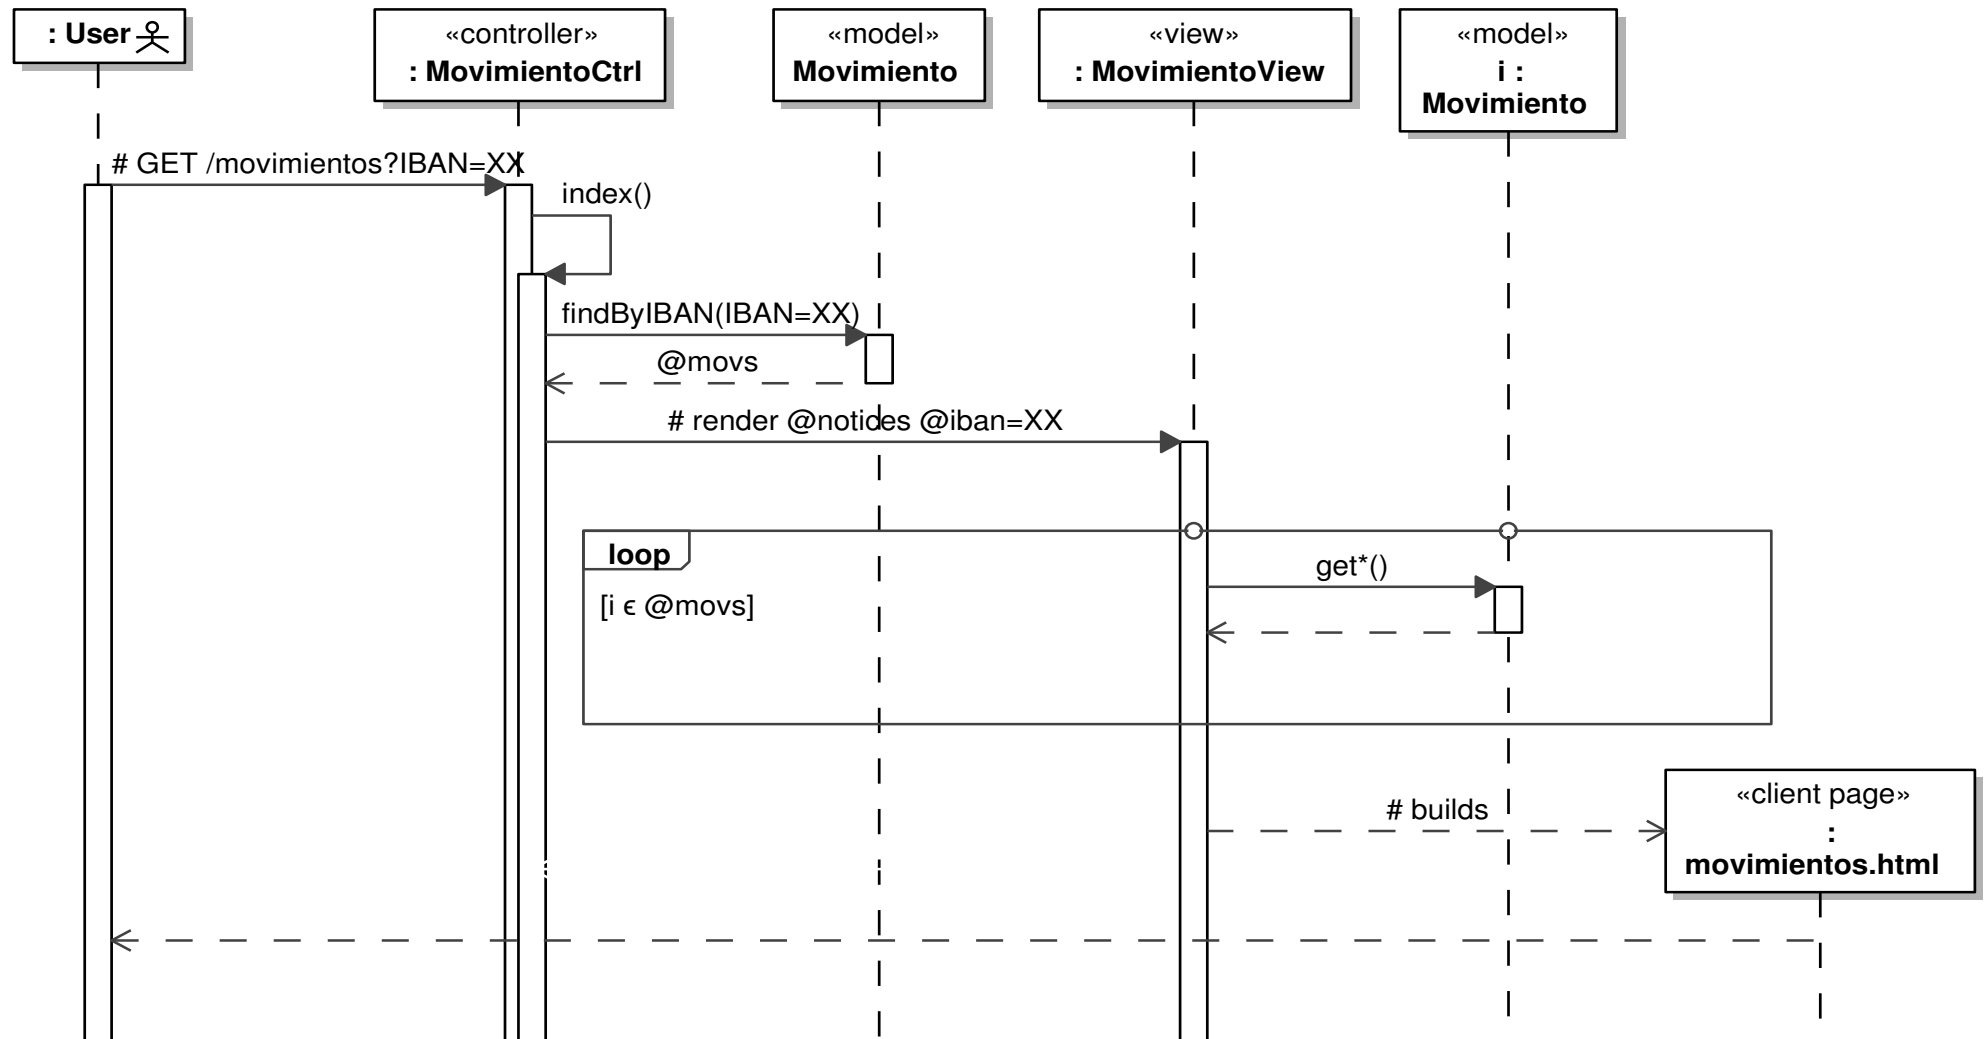 : User
«controller»
: MovimientoCtrl
«model»
Movimiento
«view»
: MovimientoView
«model»
i :
Movimiento
# GET /movimientos?IBAN=XX
index()
findByIBAN(IBAN=XX)
@movs
# render @notices @iban=XX
loop
get*()
[i ϵ @movs]
# builds
«client page»
:
movimientos.html